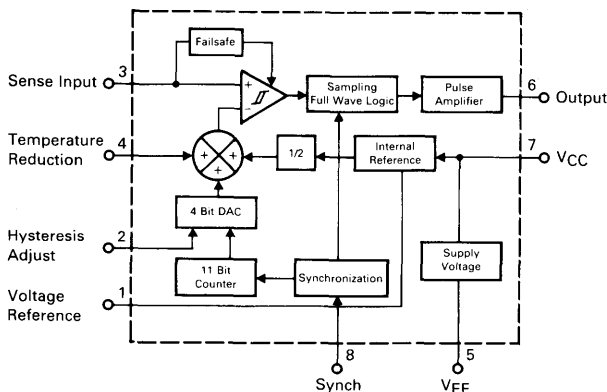 Failsafe
Sense Input
3
+
−
Sampling
Full Wave Logic
Pulse
Amplifier
6
Output
Temperature
Reduction
4
+
+
+
1/2
Internal
Reference
7
VCC
4 Bit DAC
Hysteresis
Adjust
2
11 Bit
Counter
Synchronization
Supply
Voltage
Voltage
Reference
1
8
5
Synch
VEE